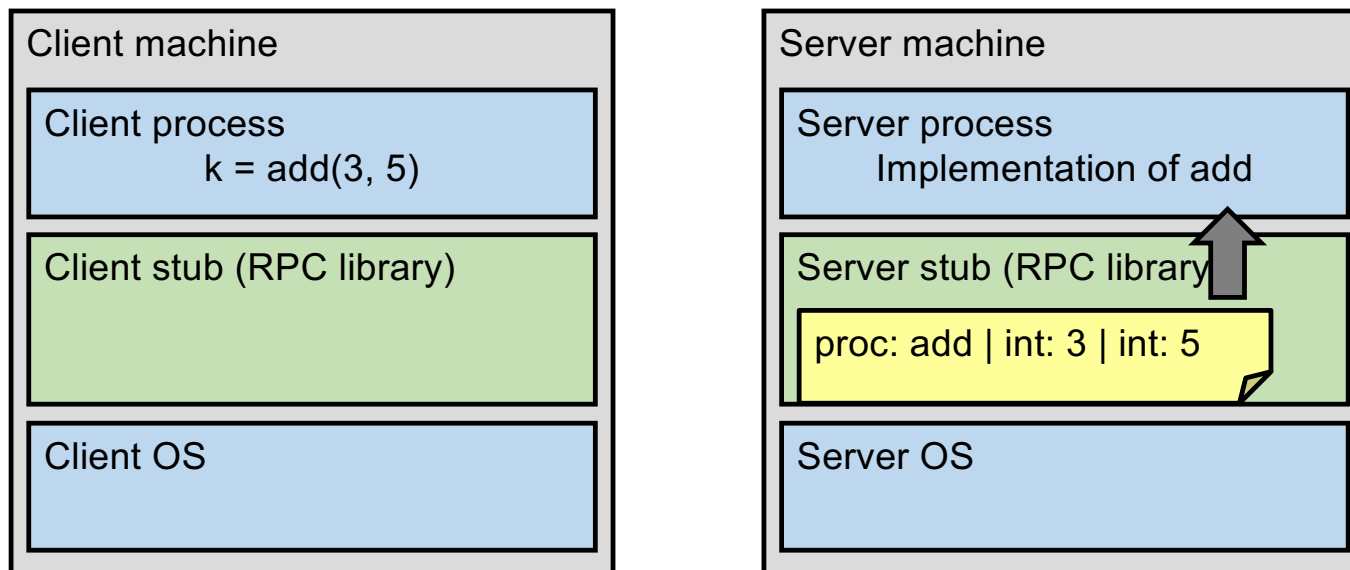 Client machine
Client process
k = add(3, 5)
Client stub (RPC library)
Client OS
Server machine
Server process
Implementation of add
Server stub (RPC library
proc: add | int: 3 | int: 5
Server OS